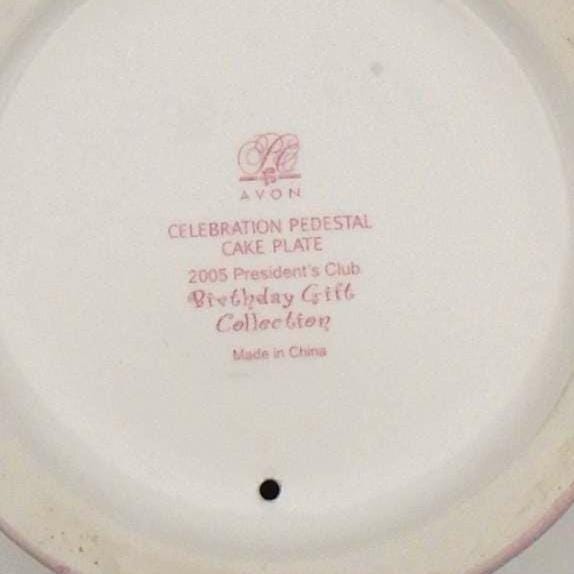 PC
AVON
CELEBRATION PEDESTAL
CAKE PLATE
2005 President's Club
Birthday Gift
Collection
Made in China